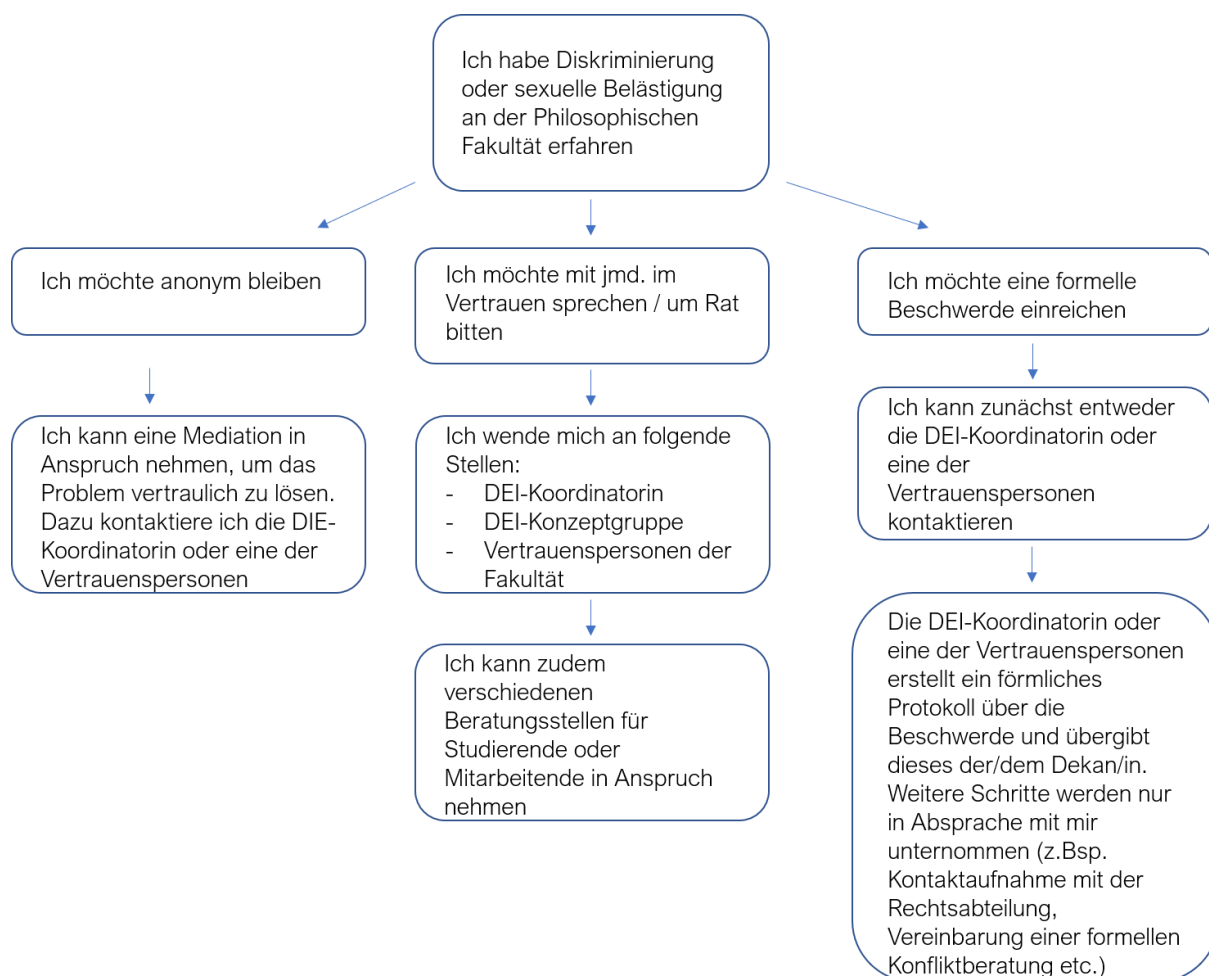 Ich habe Diskriminierung
oder sexuelle Belästigung
an der Philosophischen
Fakultät erfahren
Ich möchte anonym bleiben
Ich kann eine Mediation in
Anspruch nehmen, um das
Problem vertraulich zu lösen.
Dazu kontaktiere ich die DIE-
Koordinatorin oder eine der
Vertrauenspersonen
Ich möchte mit jmd. im
Vertrauen sprechen / um Rat
bitten
Ich wende mich an folgende
Stellen:
- DEI-Koordinatorin
- DEI-Konzeptgruppe
- Vertrauenspersonen der
Fakultät
Ich kann zudem
verschiedenen
Beratungsstellen für
Studierende oder
Mitarbeitende in Anspruch
nehmen
Ich möchte eine formelle
Beschwerde einreichen
Ich kann zunächst entweder
die DEI-Koordinatorin oder
eine der
Vertrauenspersonen
kontaktieren
Die DEI-Koordinatorin oder
eine der Vertrauenspersonen
erstellt ein förmliches
Protokoll über die
Beschwerde und übergibt
dieses der/dem Dekan/in.
Weitere Schritte werden nur
in Absprache mit mir
unternommen (z.Bsp.
Kontaktaufnahme mit der
Rechtsabteilung,
Vereinbarung einer formellen
Konfliktberatung etc.)